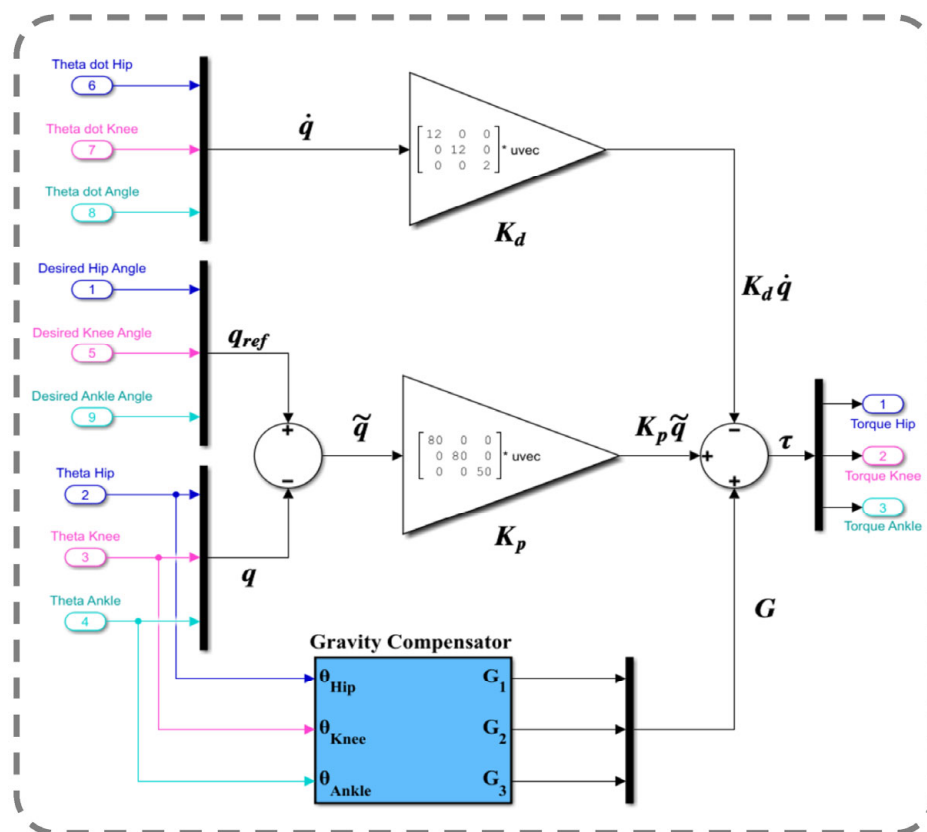 Theta dot Hip
6
Theta dot Knee
7
Theta dot Angle
8
q̇
[12 0 0
0 12 0
0 0 2] * uvec
K_d
Desired Hip Angle
1
Desired Knee Angle
5
Desired Ankle Angle
9
q_ref
K_d q̇
+
−
q̃
[80 0 0
0 80 0
0 0 50] * uvec
K_p
K_p q̃
−
+
+
τ
1
Torque Hip
2
Torque Knee
3
Torque Ankle
Theta Hip
2
Theta Knee
3
Theta Ankle
4
q
G
Gravity Compensator
θ_Hip G_1
θ_Knee G_2
θ_Ankle G_3